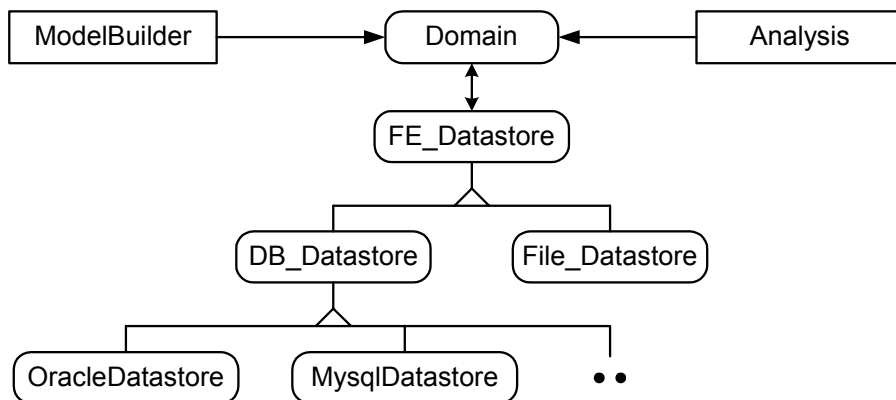 ModelBuilder
Domain
Analysis
FE_Datastore
DB_Datastore
File_Datastore
OracleDatastore
MysqlDatastore